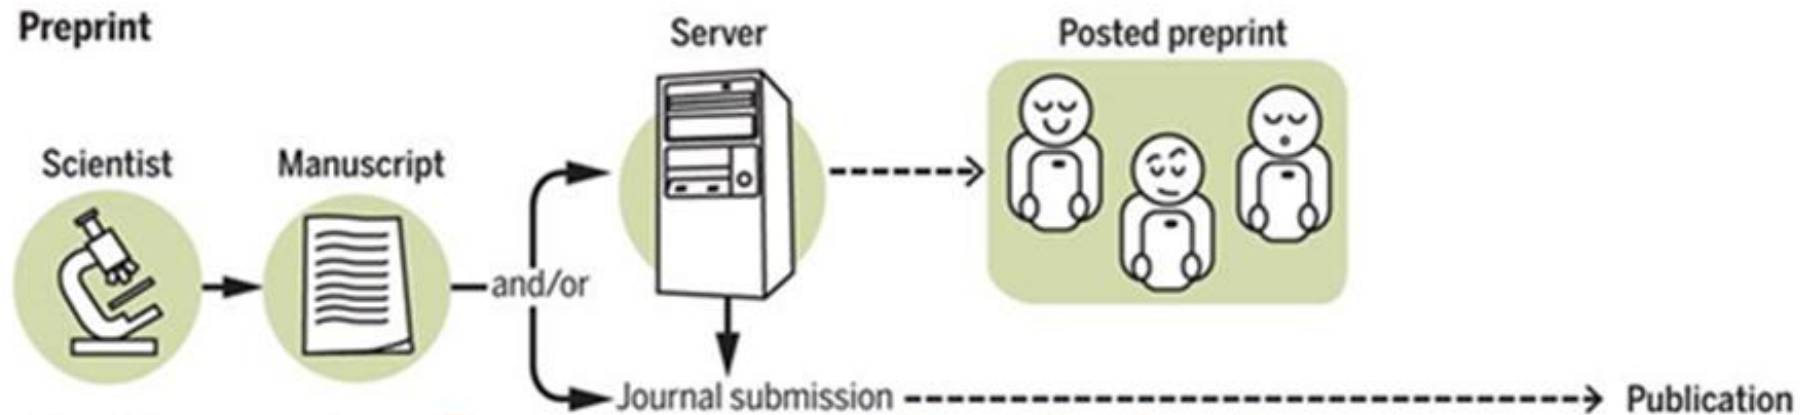 Preprint
Server
Posted preprint
Scientist
Manuscript
and/or
Journal submission
Publication